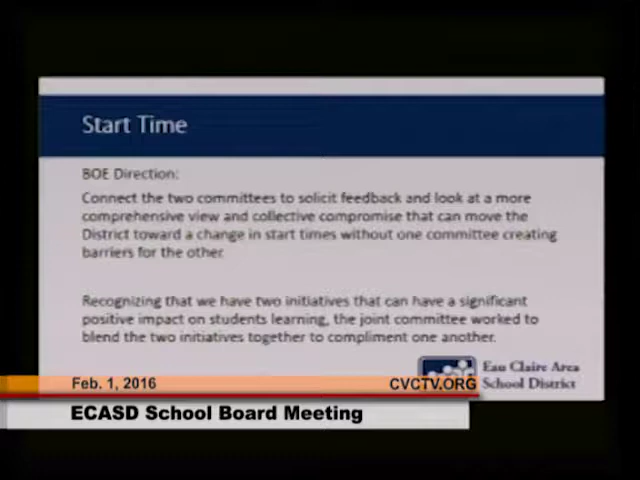 Start Time
BOE Direction:
Connect the two committees to solicit feedback and look at a more
comprehensive view and collective compromise that can move the
District toward a change in start times without one committee creating
barriers for the other.
Recognizing that we have two initiatives that can have a significant
positive impact on students learning, the joint committee worked to
blend the two initiatives together to compliment one another.
Eau Claire Area
School District
Feb. 1, 2016
CVCTV.ORG
ECASD School Board Meeting